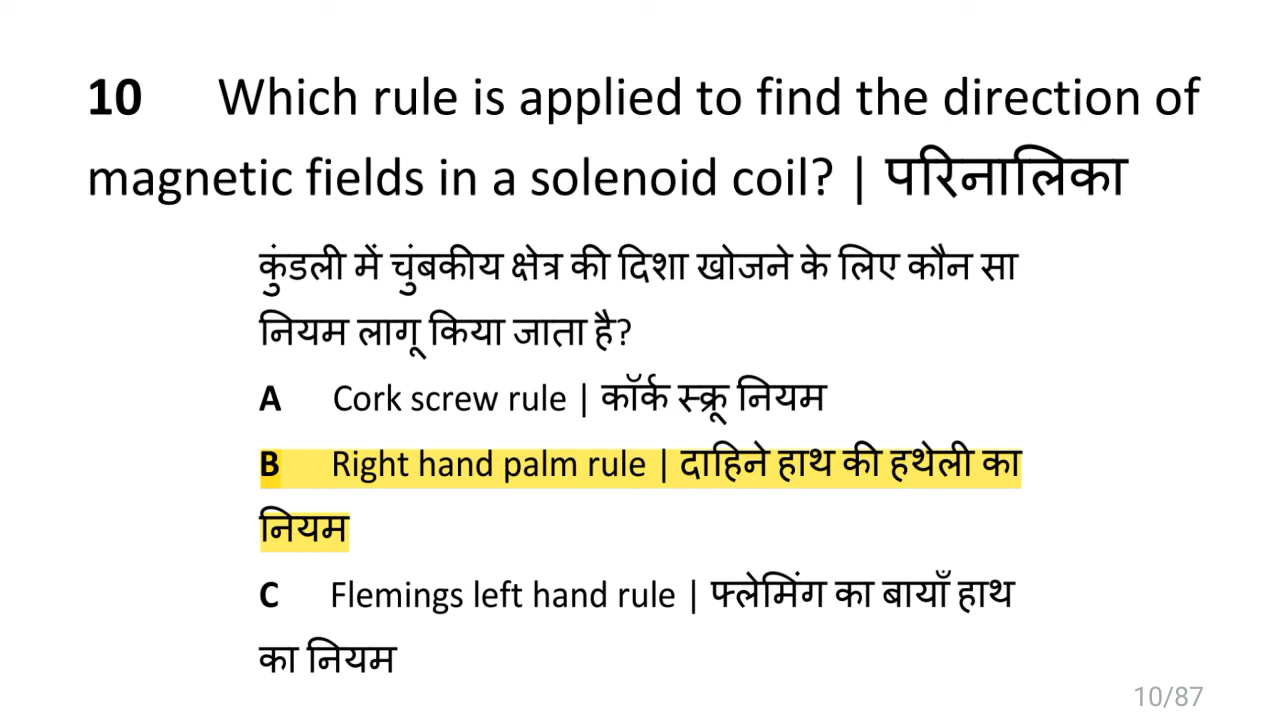 10 Which rule is applied to find the direction of
magnetic fields in a solenoid coil? | परिनालिका
कुंडली में चुंबकीय क्षेत्र की दिशा खोजने के लिए कौन सा
नियम लागू किया जाता है?
A Cork screw rule | कॉर्क स्क्रू नियम
B Right hand palm rule | दाहिने हाथ की हथेली का
नियम
C Flemings left hand rule | फ्लेमिंग का बायाँ हाथ
का नियम
10/87